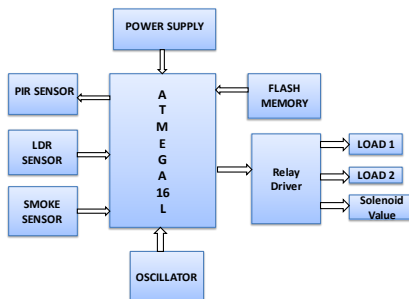 POWER SUPPLY
PIR SENSOR
LDR
SENSOR
SMOKE
SENSOR
A
T
M
E
G
A
16
L
FLASH
MEMORY
Relay
Driver
LOAD 1
LOAD 2
Solenoid
Value
OSCILLATOR